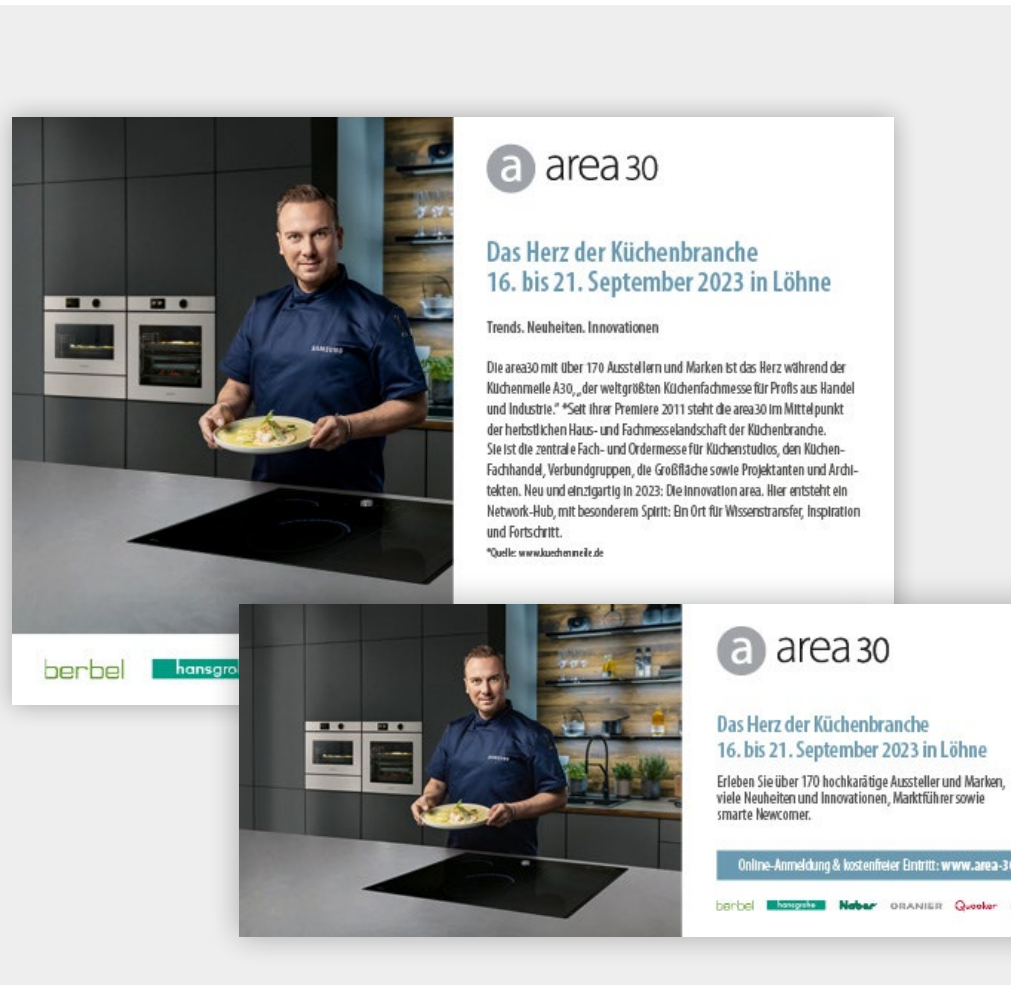 a area30
Das Herz der Küchenbranche
16. bis 21. September 2023 in Löhne
Trends. Neuheiten. Innovationen
Die area30 mit über 170 Ausstellern und Marken ist das Herz während der
Küchenmeile A30, „der weltgrößten Küchenfachmesse für Profis aus Handel
und Industrie.“ *Seit ihrer Premiere 2011 steht die area30 im Mittelpunkt
der herbstlichen Haus- und Fachmesselandschaft der Küchenbranche.
Sie ist die zentrale Fach- und Ordermesse für Küchenstudios, den Küchen-
Fachhandel, Verbundgruppen, die Großfläche sowie Projektanten und Archi-
tekten. Neu und einzigartig in 2023: Die innovation area. Hier entsteht ein
Network-Hub, mit besonderem Spirit: Ein Ort für Wissenstransfer, Inspiration
und Fortschritt.
*Quelle: www.kuechenmeile.de
SAMSUNG
berbel hansgro
a area30
Das Herz der Küchenbranche
16. bis 21. September 2023 in Löhne
Erleben Sie über 170 hochkarätige Aussteller und Marken,
viele Neuheiten und Innovationen, Marktführer sowie
smarte Newcomer.
SAMSUNG
Online-Anmeldung & kostenfreier Eintritt: www.area-30
berbel hansgrohe Naber ORANIER Quooker